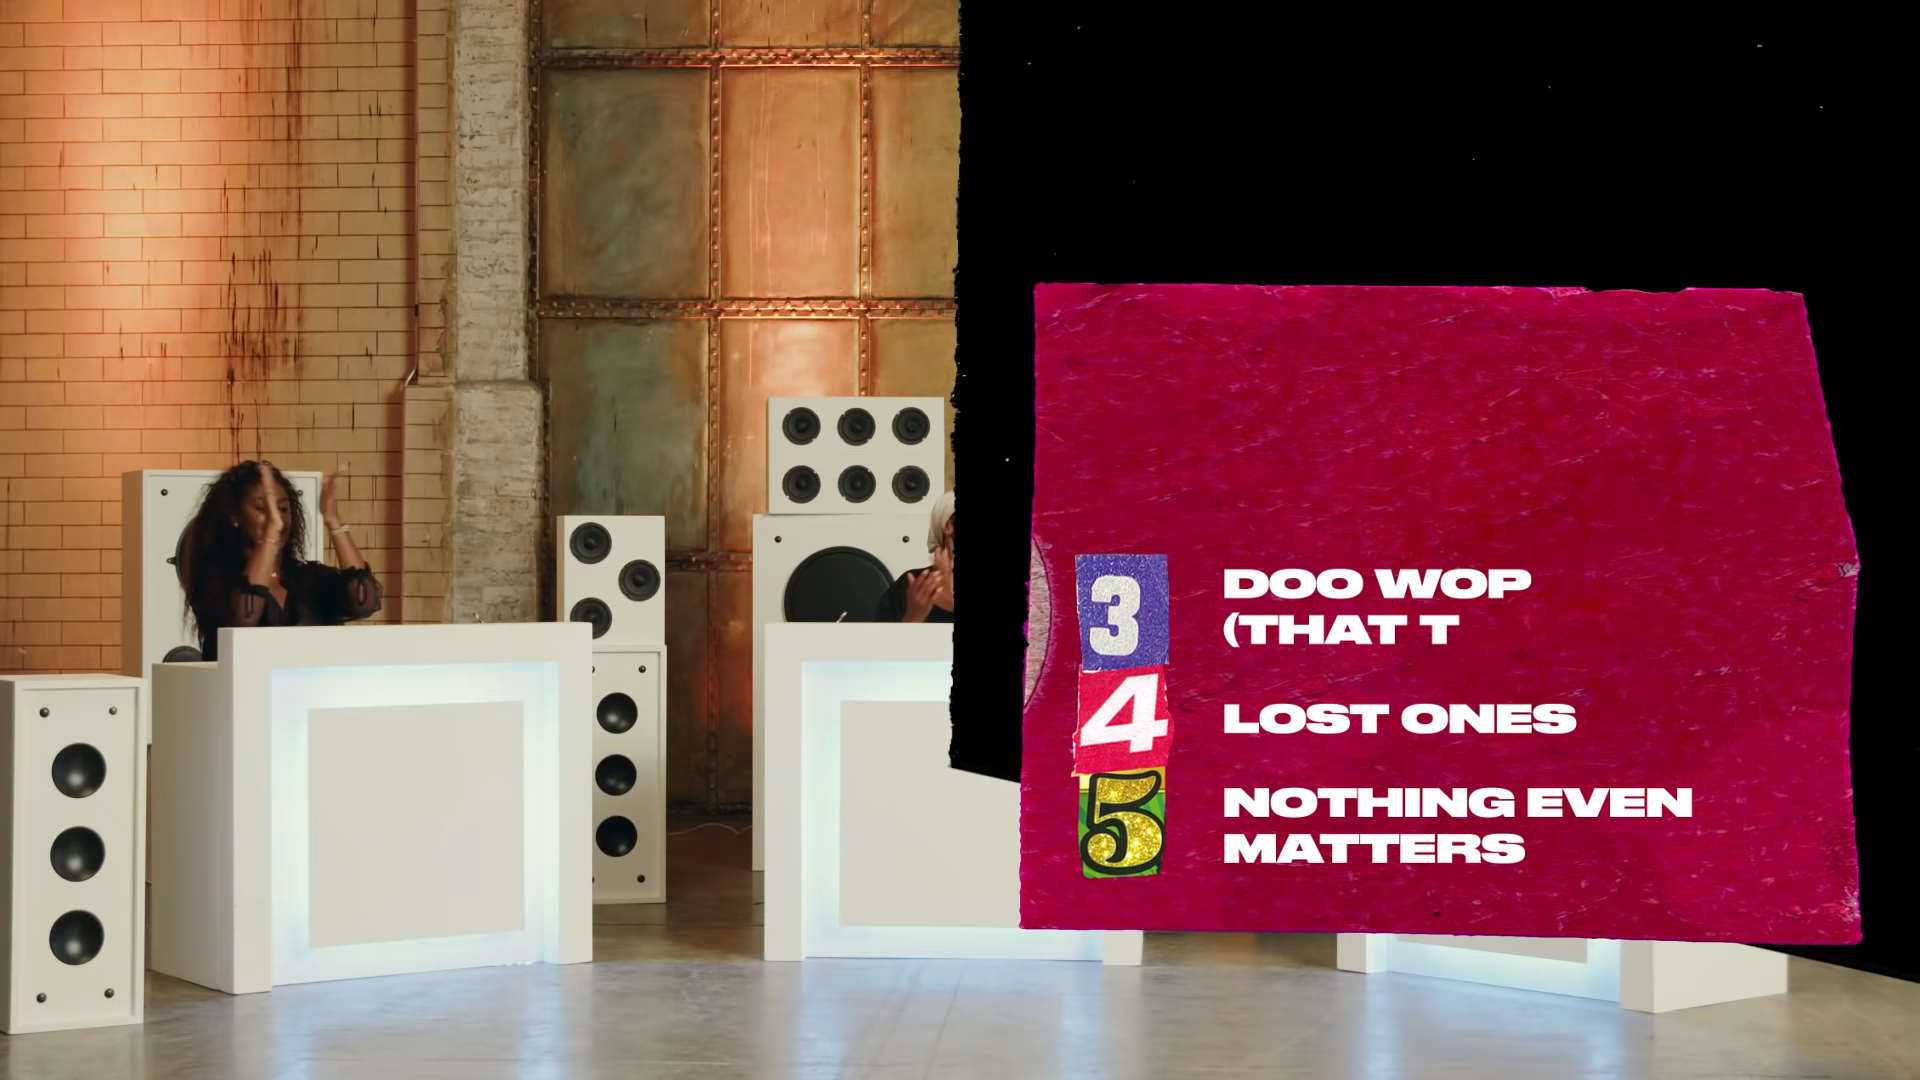 3
DOO WOP
(THAT T
4
LOST ONES
5
NOTHING EVEN
MATTERS